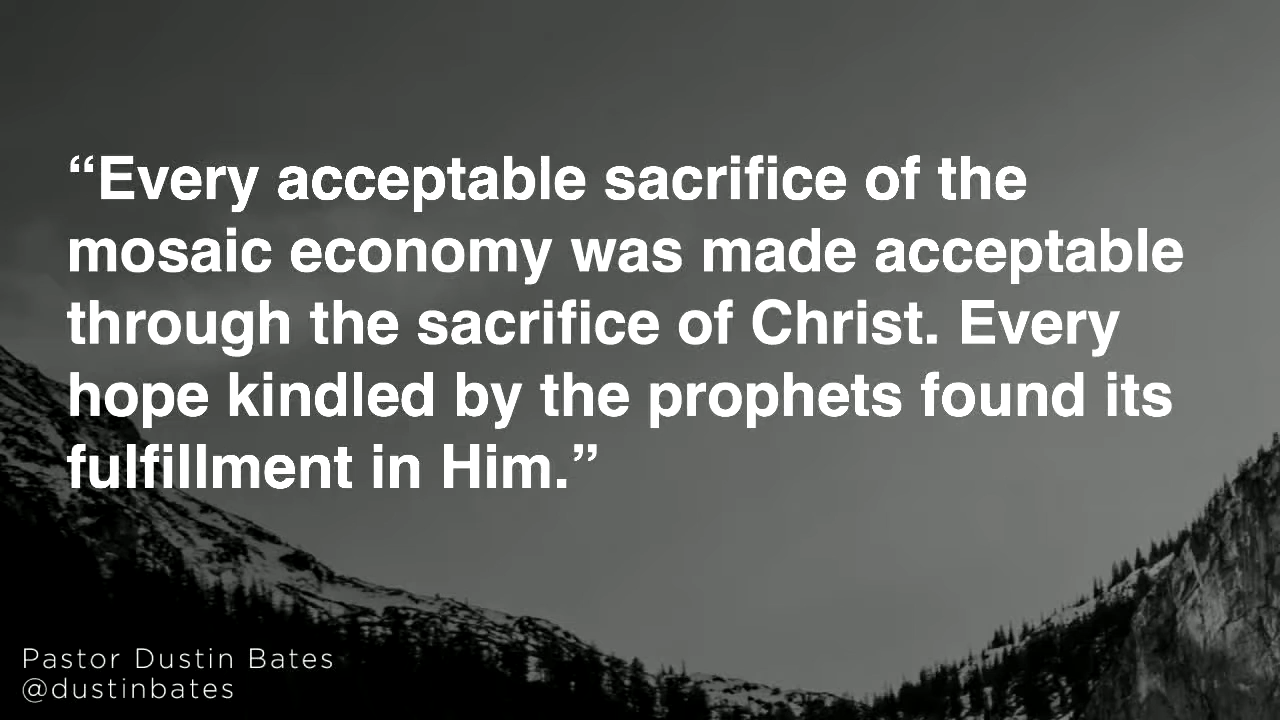 “Every acceptable sacrifice of the
mosaic economy was made acceptable
through the sacrifice of Christ. Every
hope kindled by the prophets found its
fulfillment in Him.”
Pastor Dustin Bates
@dustinbates